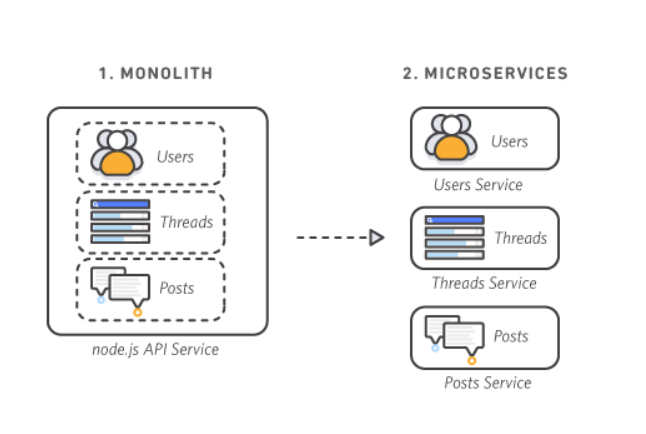 1. MONOLITH
Users
Threads
Posts
node.js API Service
2. MICROSERVICES
Users
Users Service
Threads
Threads Service
Posts
Posts Service